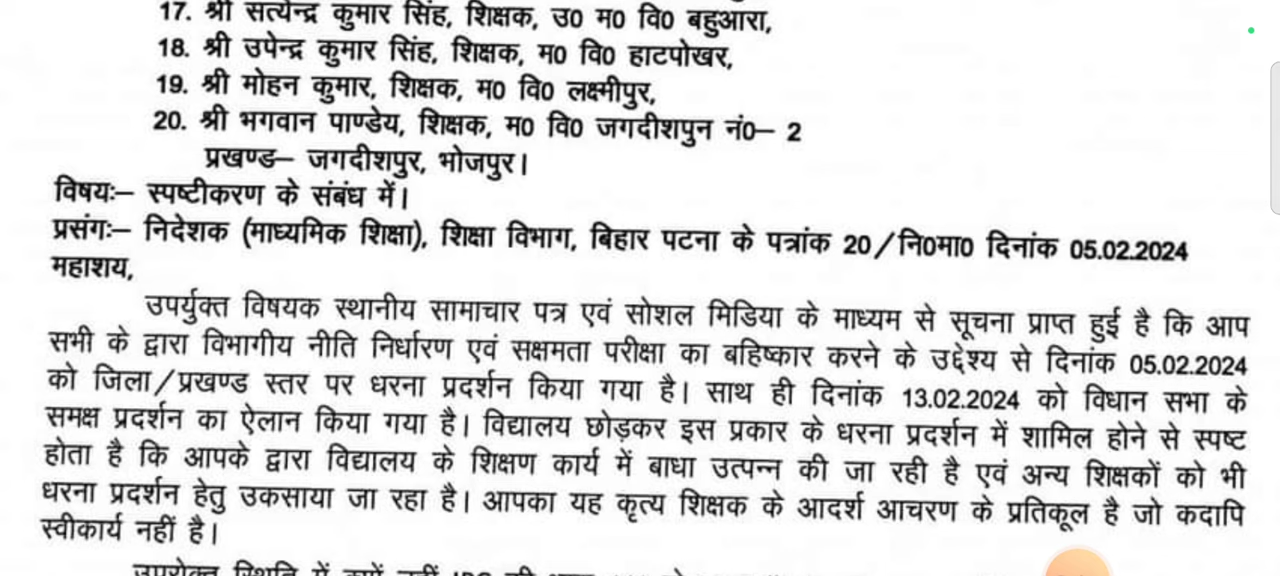 17. श्री सत्येन्द्र कुमार सिंह, शिक्षक, उ0 म0 वि0 बहुआरा,
18. श्री उपेन्द्र कुमार सिंह, शिक्षक, म0 वि0 हाटपोखर,
19. श्री मोहन कुमार, शिक्षक, म0 वि0 लक्ष्मीपुर,
20. श्री भगवान पाण्डेय, शिक्षक, म0 वि0 जगदीशपुन नं0– 2
प्रखण्ड– जगदीशपुर, भोजपुर।
विषयः– स्पष्टीकरण के संबंध में।
प्रसंगः– निदेशक (माध्यमिक शिक्षा), शिक्षा विभाग, बिहार पटना के पत्रांक 20/नि0मा0 दिनांक 05.02.2024
महाशय,
उपर्युक्त विषयक स्थानीय सामाचार पत्र एवं सोशल मिडिया के माध्यम से सूचना प्राप्त हुई है कि आप
सभी के द्वारा विभागीय नीति निर्धारण एवं सक्षमता परीक्षा का बहिष्कार करने के उद्देश्य से दिनांक 05.02.2024
को जिला/प्रखण्ड स्तर पर धरना प्रदर्शन किया गया है। साथ ही दिनांक 13.02.2024 को विधान सभा के
समक्ष प्रदर्शन का ऐलान किया गया है। विद्यालय छोड़कर इस प्रकार के धरना प्रदर्शन में शामिल होने से स्पष्ट
होता है कि आपके द्वारा विद्यालय के शिक्षण कार्य में बाधा उत्पन्न की जा रही है एवं अन्य शिक्षकों को भी
धरना प्रदर्शन हेतु उकसाया जा रहा है। आपका यह कृत्य शिक्षक के आदर्श आचरण के प्रतिकूल है जो कदापि
स्वीकार्य नहीं है।
उपरोक्त स्थिति में क्यों नहीं